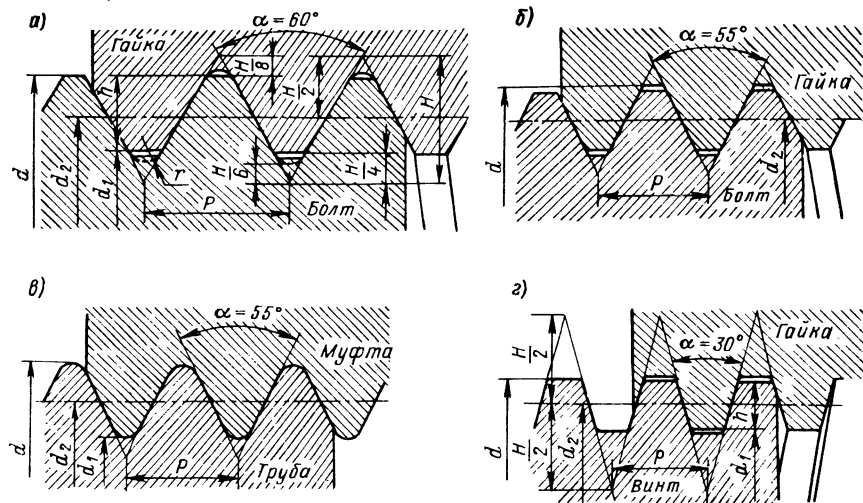 а)
α = 60°
Гайка
H/8
H/2
H
h
d
d₂
d₁
r
H/6
H/4
P
Болт
б)
α = 55°
Гайка
d
d₂
P
Болт
в)
α = 55°
Муфта
d
d₂
d₁
P
Труба
г)
α = 30°
Гайка
H/2
H/2
d
d₂
h
d₁
P
Винт